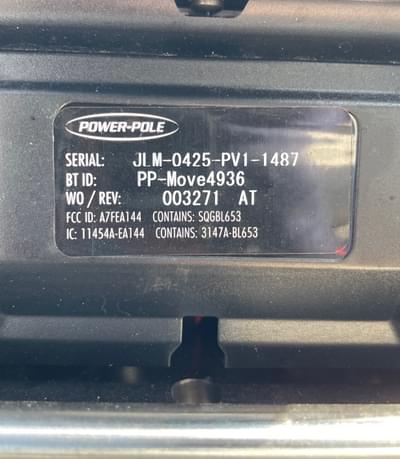 POWER-POLE
SERIAL: JLM-0425-PV1-1487
BT ID: PP-Move4936
WO / REV: 003271 AT
FCC ID: A7FEA144 CONTAINS: SQGBL653
IC: 11454A-EA144 CONTAINS: 3147A-BL653